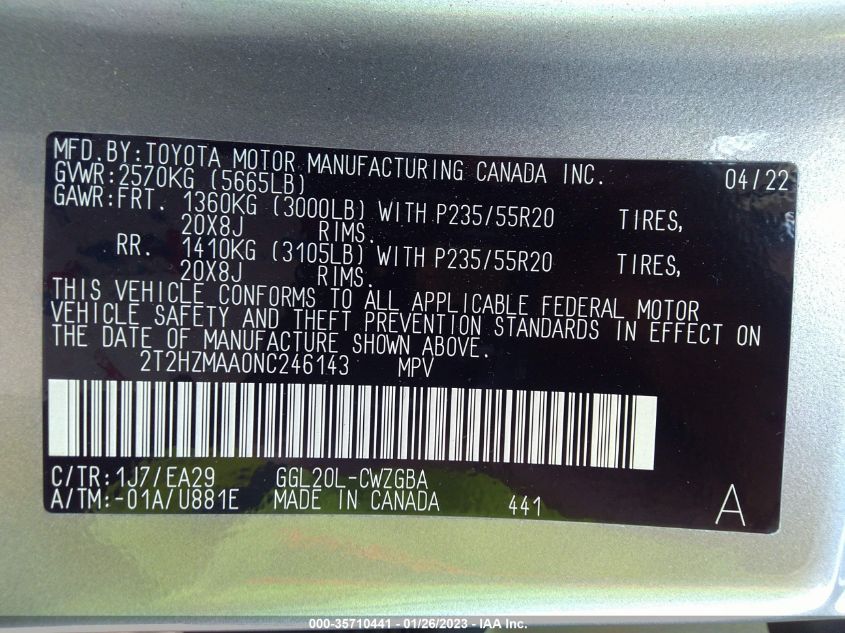 MFD.BY:TOYOTA MOTOR MANUFACTURING CANADA INC. 04/22
GVWR:2570KG (5665LB)
GAWR:FRT. 1360KG (3000LB) WITH P235/55R20 TIRES,
20X8J RIMS.
RR. 1410KG (3105LB) WITH P235/55R20 TIRES,
20X8J RIMS.
THIS VEHICLE CONFORMS TO ALL APPLICABLE FEDERAL MOTOR
VEHICLE SAFETY AND THEFT PREVENTION STANDARDS IN EFFECT ON
THE DATE OF MANUFACTURE SHOWN ABOVE.
2T2HZMAA0NC246143 MPV
C/TR:1J7/EA29 GGL20L-CWZGBA
A/TM:-01A/U881E MADE IN CANADA 441 A
000-35710441 - 01/26/2023 - IAA Inc.